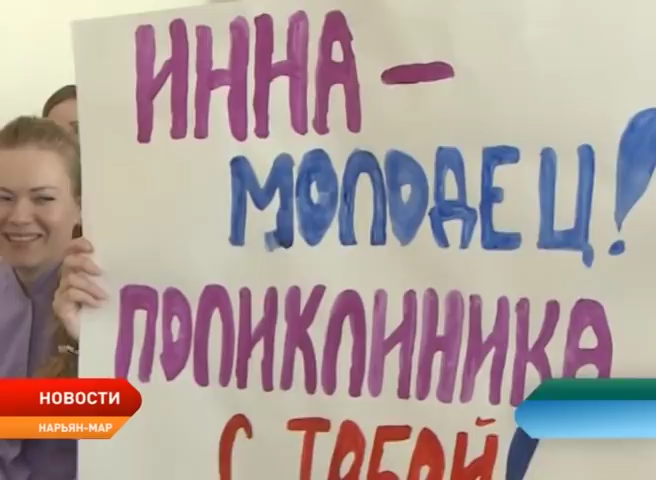 ИННА –
МОЛОДЕЦ!
ПОЛИКЛИНИКА
С ТОБОЙ!
НОВОСТИ
НАРЬЯН-МАР